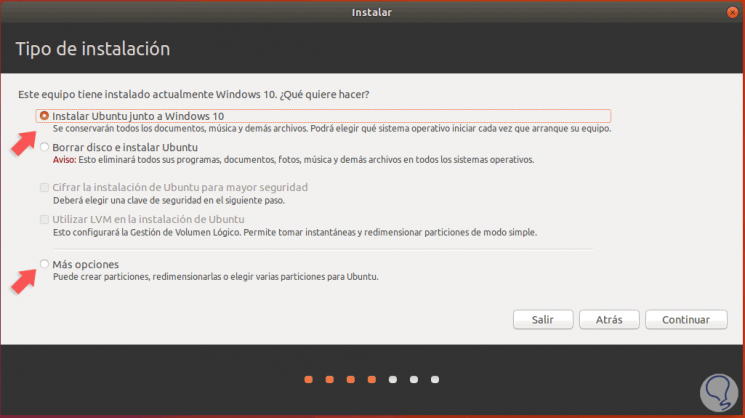 Instalar
Tipo de instalación
Este equipo tiene instalado actualmente Windows 10. ¿Qué quiere hacer?
Instalar Ubuntu junto a Windows 10
Se conservarán todos los documentos, música y demás archivos. Podrá elegir qué sistema operativo iniciar cada vez que arranque su equipo.
Borrar disco e instalar Ubuntu
Aviso: Esto eliminará todos sus programas, documentos, fotos, música y demás archivos en todos los sistemas operativos.
Cifrar la instalación de Ubuntu para mayor seguridad
Deberá elegir una clave de seguridad en el siguiente paso.
Utilizar LVM en la instalación de Ubuntu
Esto configurará la Gestión de Volumen Lógico. Permite tomar instantáneas y redimensionar particiones de modo simple.
Más opciones
Puede crear particiones, redimensionarlas o elegir varias particiones para Ubuntu.
Salir
Atrás
Continuar